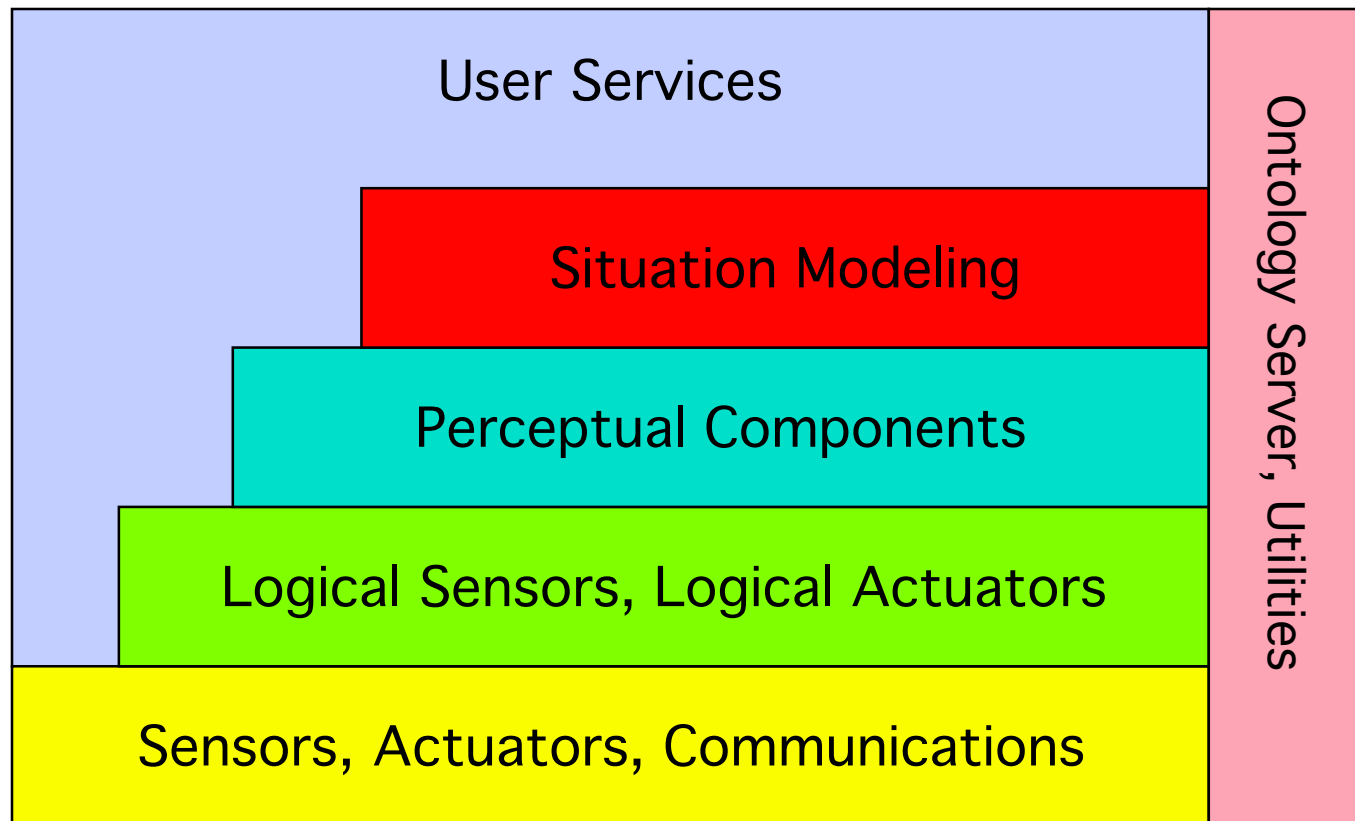 User Services
Situation Modeling
Perceptual Components
Logical Sensors, Logical Actuators
Sensors, Actuators, Communications
Ontology Server, Utilities